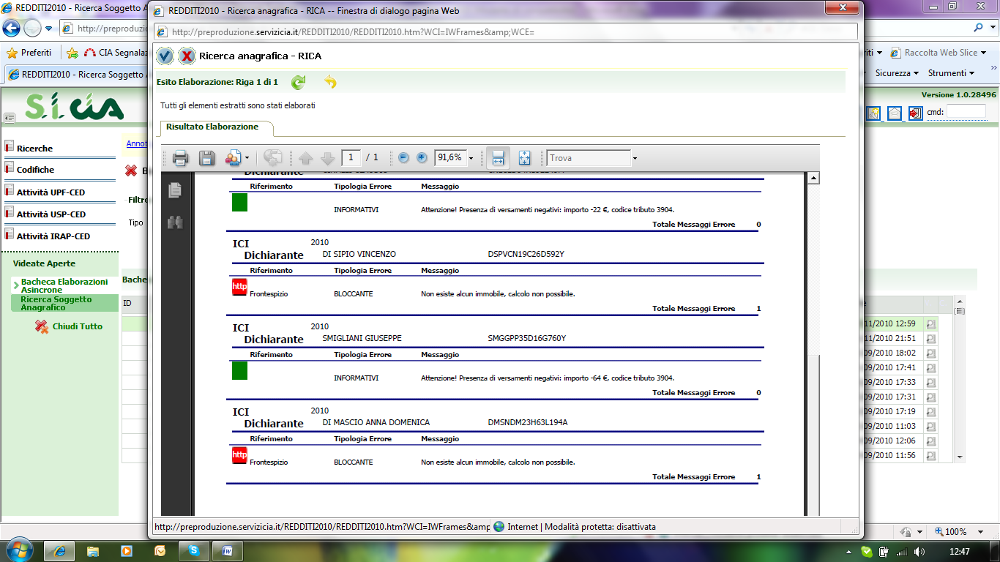 REDDITI2010 - Ricerca Soggetto A
REDDITI2010 - Ricerca anagrafica - RICA -- Finestra di dialogo pagina Web
http://preproduzio
http://preproduzione.servizicia.it/REDDITI2010/REDDITI2010.htm?WCI=IWFrames&amp;WCE=
Preferiti
CIA Segnalaz
Raccolta Web Slice
REDDITI2010 - Ricerca Soggetto A
Sicurezza
Strumenti
Ricerca anagrafica - RICA
Esito Elaborazione: Riga 1 di 1
Versione 1.0.28496
S.i. CIA
cmd:
Tutti gli elementi estratti sono stati elaborati
Risultato Elaborazione
Ricerche
Codifiche
Attività UPF-CED
Attività USP-CED
Attività IRAP-CED
Videate Aperte
Bacheca Elaborazioni
Asincrone
Ricerca Soggetto
Anagrafico
Chiudi Tutto
Annot
E
Filtro
Tipo
Bache
ID
1 / 1
91,6%
Trova
Dichiarante
Riferimento Tipologia Errore Messaggio
INFORMATIVI Attenzione! Presenza di versamenti negativi: importo -22 €, codice tributo 3904.
Totale Messaggi Errore 0
ICI 2010
Dichiarante DI SIPIO VINCENZO DSPVCN19C26D592Y
Riferimento Tipologia Errore Messaggio
http
Frontespizio BLOCCANTE Non esiste alcun immobile, calcolo non possibile.
Totale Messaggi Errore 1
ICI 2010
Dichiarante SMIGLIANI GIUSEPPE SMGGPP35D16G760Y
Riferimento Tipologia Errore Messaggio
INFORMATIVI Attenzione! Presenza di versamenti negativi: importo -64 €, codice tributo 3904.
Totale Messaggi Errore 0
ICI 2010
Dichiarante DI MASCIO ANNA DOMENICA DMSNDM23H63L194A
Riferimento Tipologia Errore Messaggio
http
Frontespizio BLOCCANTE Non esiste alcun immobile, calcolo non possibile.
Totale Messaggi Errore 1
11/2010 12:59
11/2010 21:51
09/2010 18:02
09/2010 17:41
09/2010 17:33
09/2010 17:31
09/2010 17:19
09/2010 11:03
09/2010 12:06
09/2010 11:56
http://preproduzione.servizicia.it/REDDITI2010/REDDITI2010.htm?WCI=IWFrames&amp
Internet | Modalità protetta: disattivata
100%
12:47